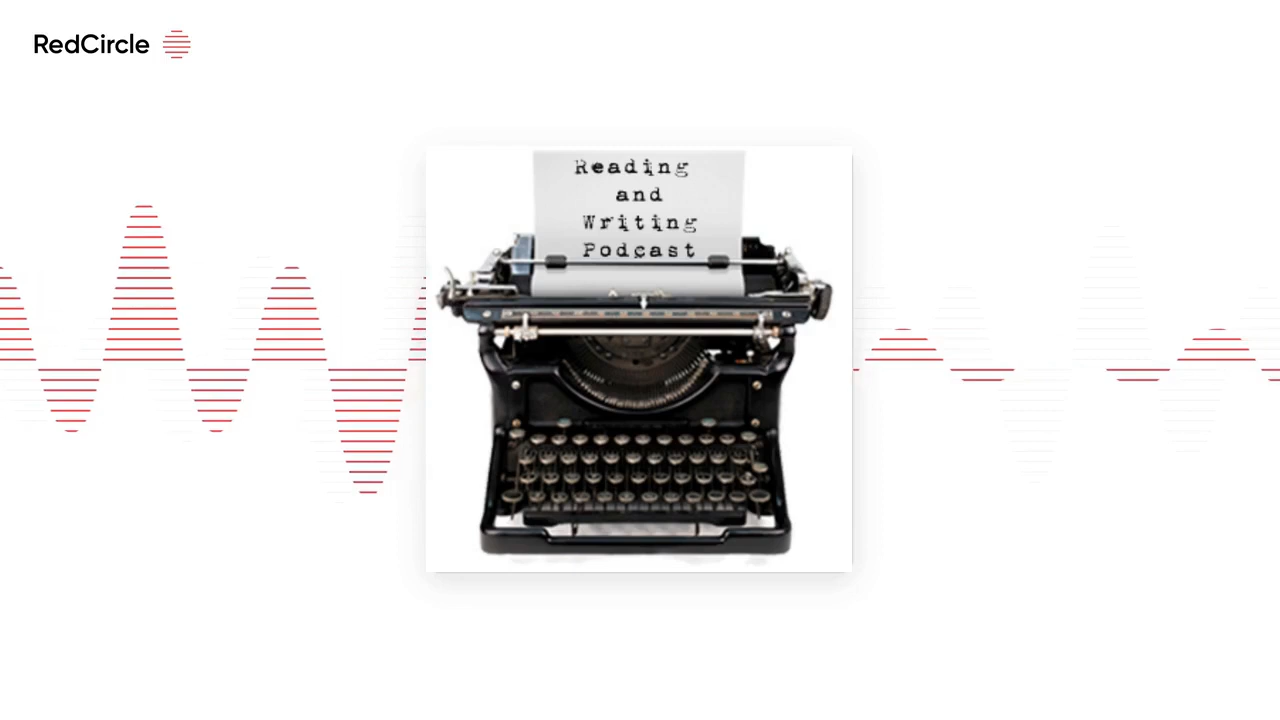 RedCircle
Reading
and
Writing
Podcast